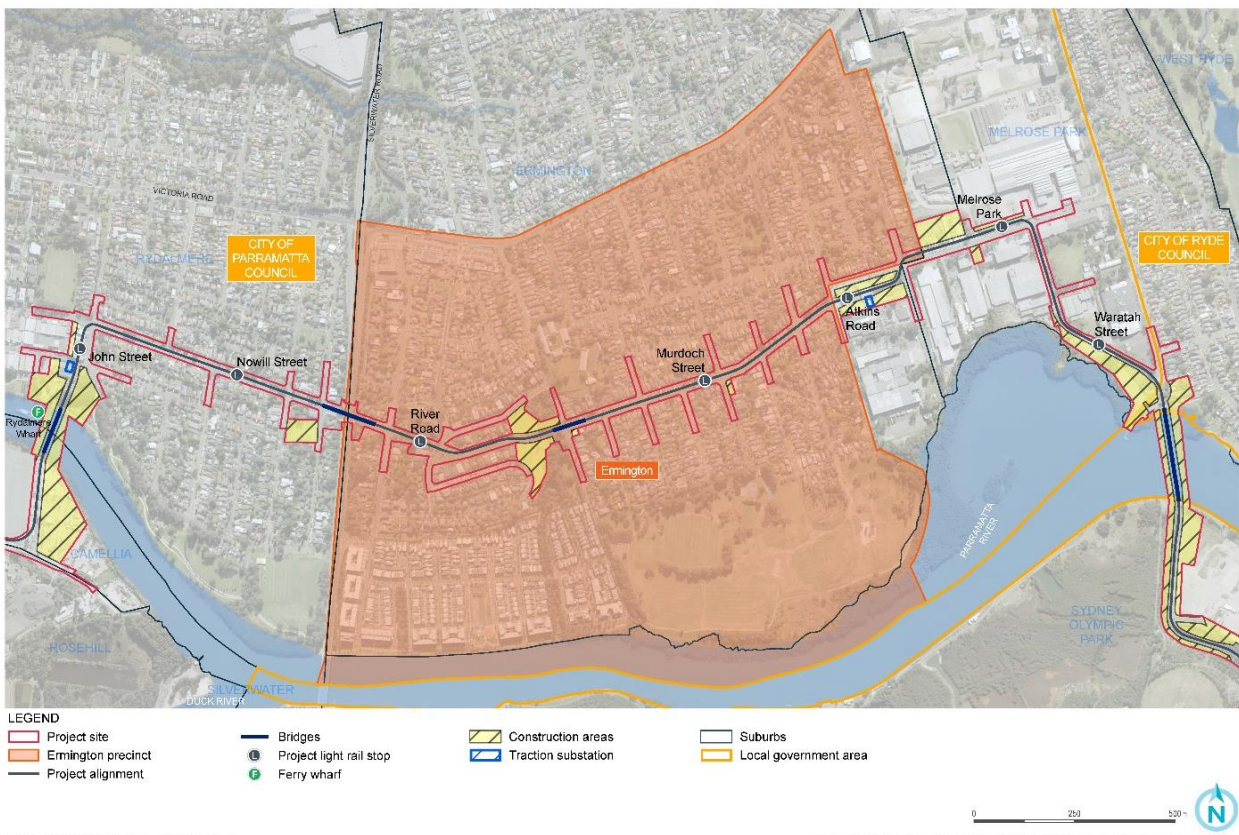 WEST RYDE
SILVERWATER ROAD
MELROSE PARK
ERMINGTON
VICTORIA ROAD
Melrose
Park
CITY OF
PARRAMATTA
COUNCIL
CITY OF RYDE
COUNCIL
RYDALMERE
Atkins
Road
Waratah
Street
John Street
Nowill Street
Murdoch
Street
Rydalmere
Wharf
River
Road
Ermington
PARRAMATTA
RIVER
CAMELLIA
SYDNEY
OLYMPIC
PARK
ROSEHILL
SILVERWATER
DUCK RIVER
LEGEND
Project site
Ermington precinct
Project alignment
Bridges
L Project light rail stop
F Ferry wharf
Construction areas
Traction substation
Suburbs
Local government area
0 250 500
N